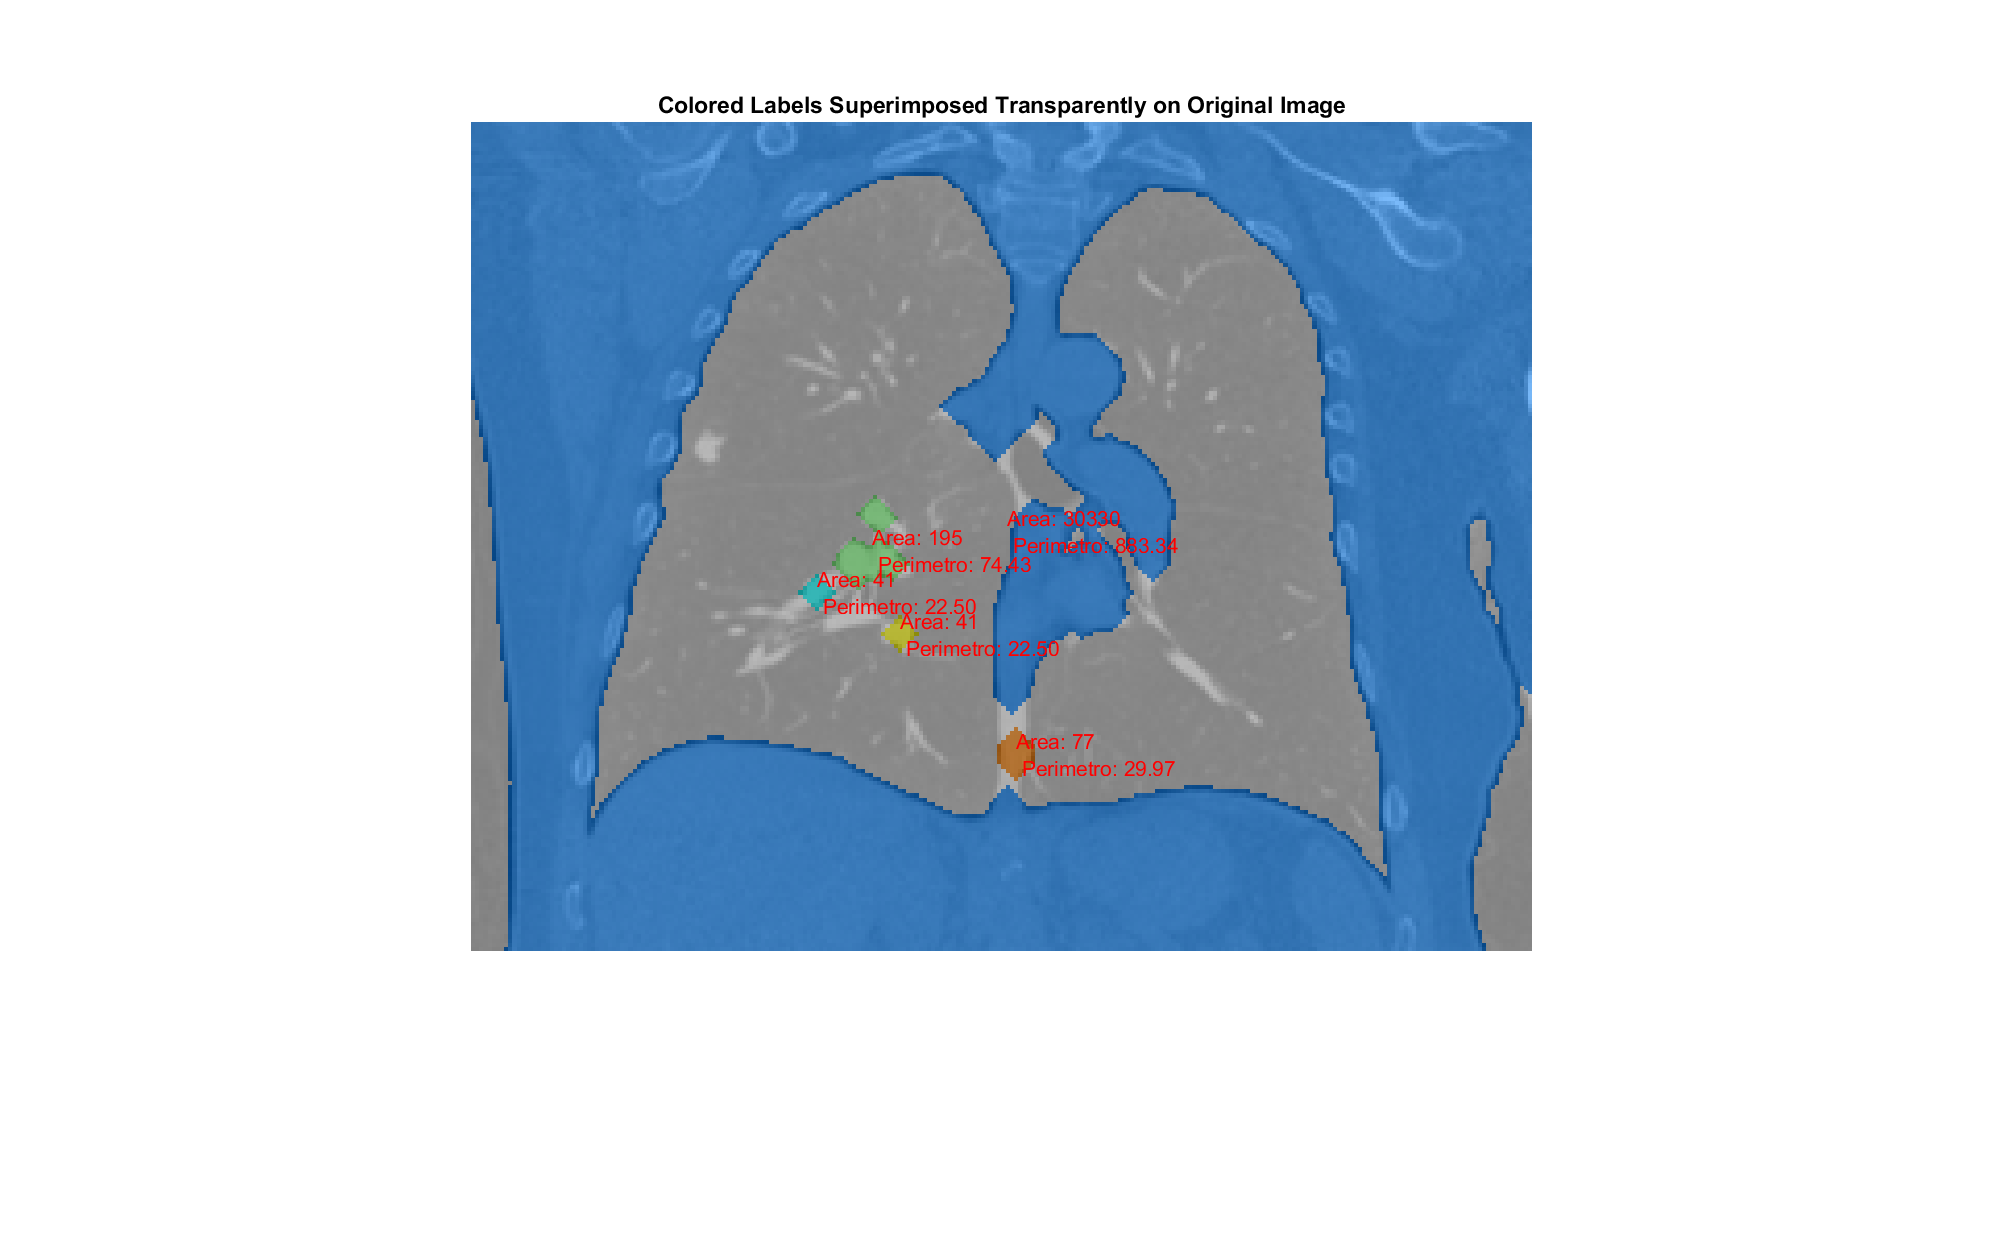 Colored Labels Superimposed Transparently on Original Image
Area: 30330
Perimetro: 883.34
Area: 195
Perimetro: 74.43
Area: 41
Perimetro: 22.50
Area: 41
Perimetro: 22.50
Area: 77
Perimetro: 29.97